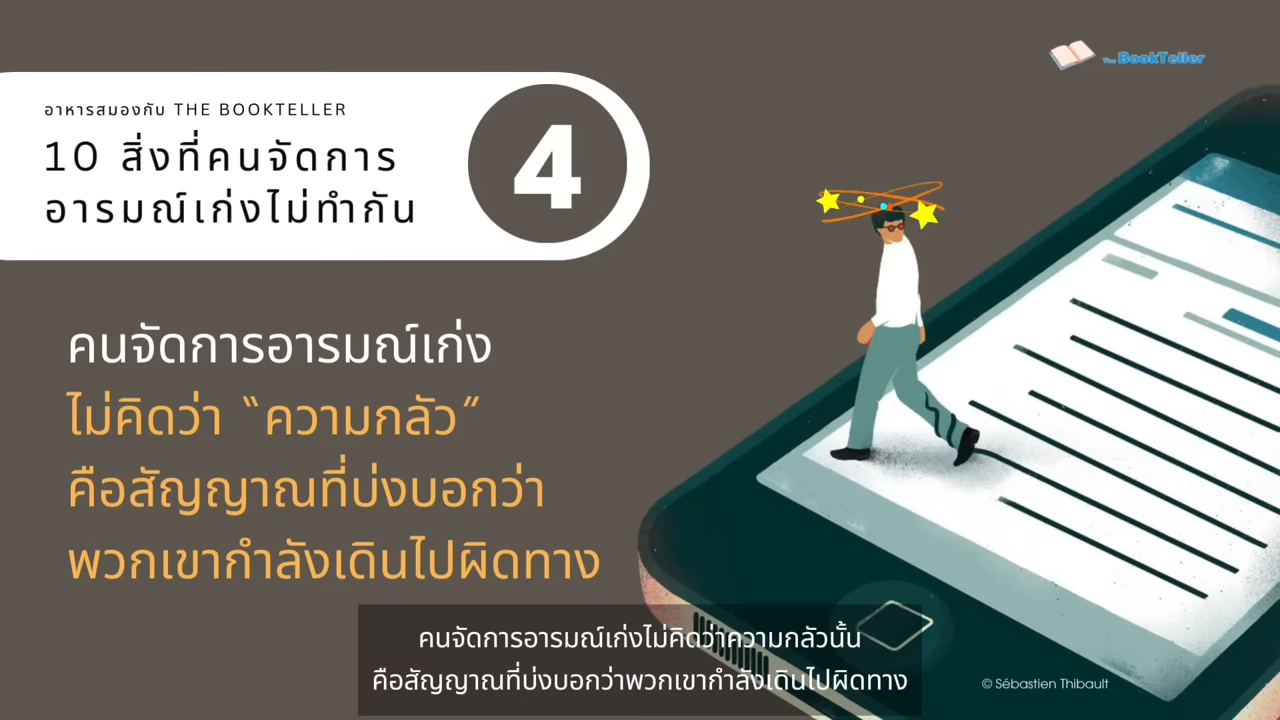 The BookTeller
อาหารสมองกับ THE BOOKTELLER
10 สิ่งที่คนจัดการ
อารมณ์เก่งไม่ทำกัน
4
คนจัดการอารมณ์เก่ง
ไม่คิดว่า “ความกลัว”
คือสัญญาณที่บ่งบอกว่า
พวกเขากำลังเดินไปผิดทาง
คนจัดการอารมณ์เก่งไม่คิดว่าความกลัวนั้น
คือสัญญาณที่บ่งบอกว่าพวกเขากำลังเดินไปผิดทาง
© Sébastien Thibault